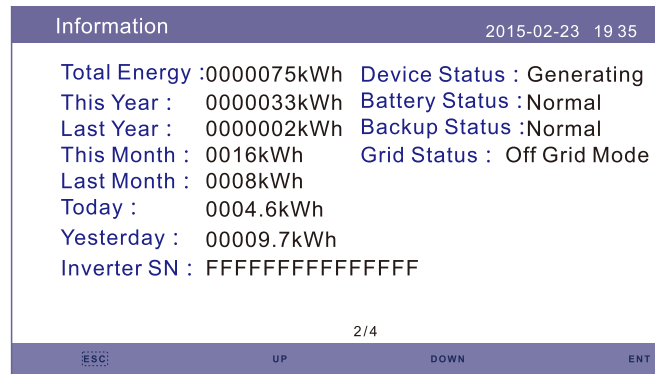 Information 2015-02-23 19 35
Total Energy :0000075kWh Device Status : Generating
This Year : 0000033kWh Battery Status :Normal
Last Year : 0000002kWh Backup Status :Normal
This Month : 0016kWh Grid Status : Off Grid Mode
Last Month : 0008kWh
Today : 0004.6kWh
Yesterday : 00009.7kWh
Inverter SN : FFFFFFFFFFFFFFF
2/4
ESC UP DOWN ENT